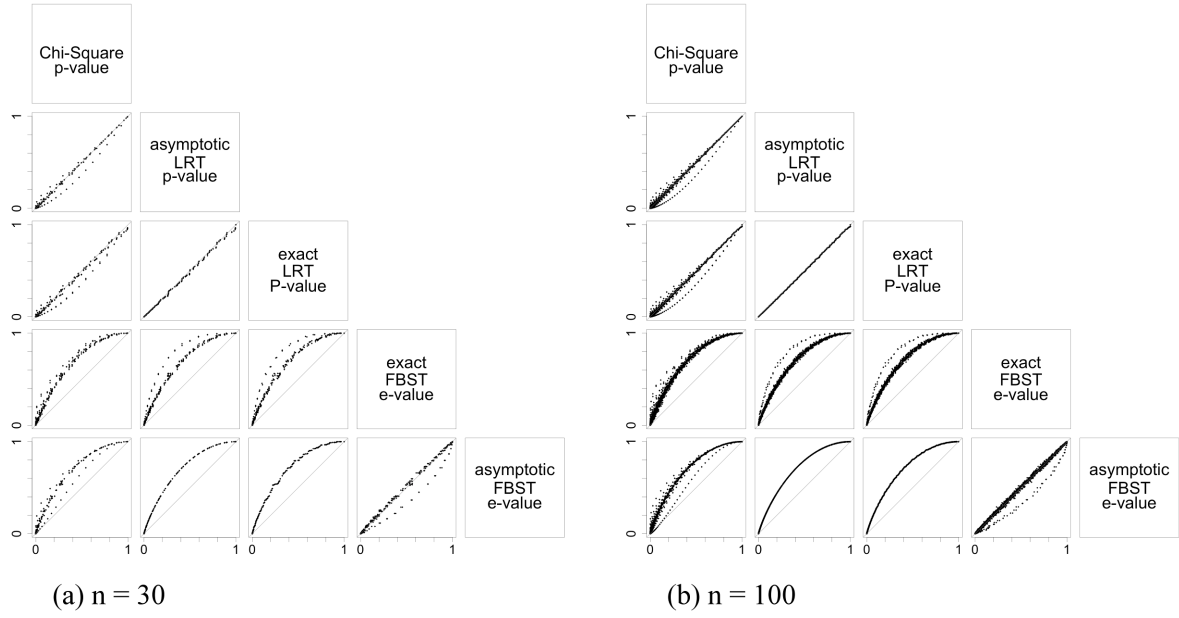 Chi-Square
p-value
1
0
asymptotic
LRT
p-value
1
0
exact
LRT
P-value
1
0
exact
FBST
e-value
1
0
asymptotic
FBST
e-value
0 1 0 1 0 1 0 1
(a) n = 30
Chi-Square
p-value
1
0
asymptotic
LRT
p-value
1
0
exact
LRT
P-value
1
0
exact
FBST
e-value
1
0
asymptotic
FBST
e-value
0 1 0 1 0 1 0 1
(b) n = 100